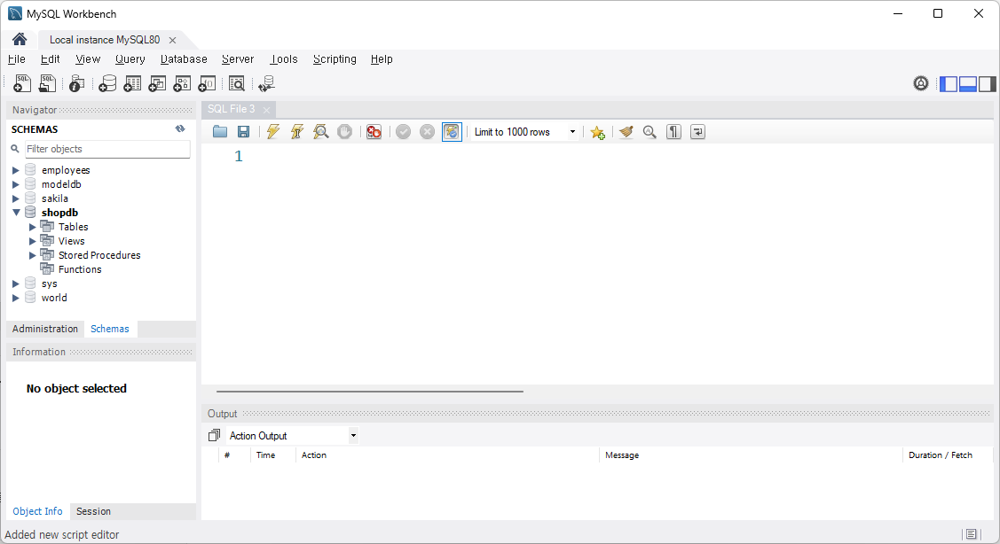 MySQL Workbench
Local instance MySQL80
File Edit View Query Database Server Tools Scripting Help
SQL SQL
Navigator
SCHEMAS
Filter objects
employees
modeldb
sakila
shopdb
Tables
Views
Stored Procedures
Functions
sys
world
Administration Schemas
Information
No object selected
Object Info Session
SQL File 3
Limit to 1000 rows
1
Output
Action Output
# Time Action Message Duration / Fetch
Added new script editor